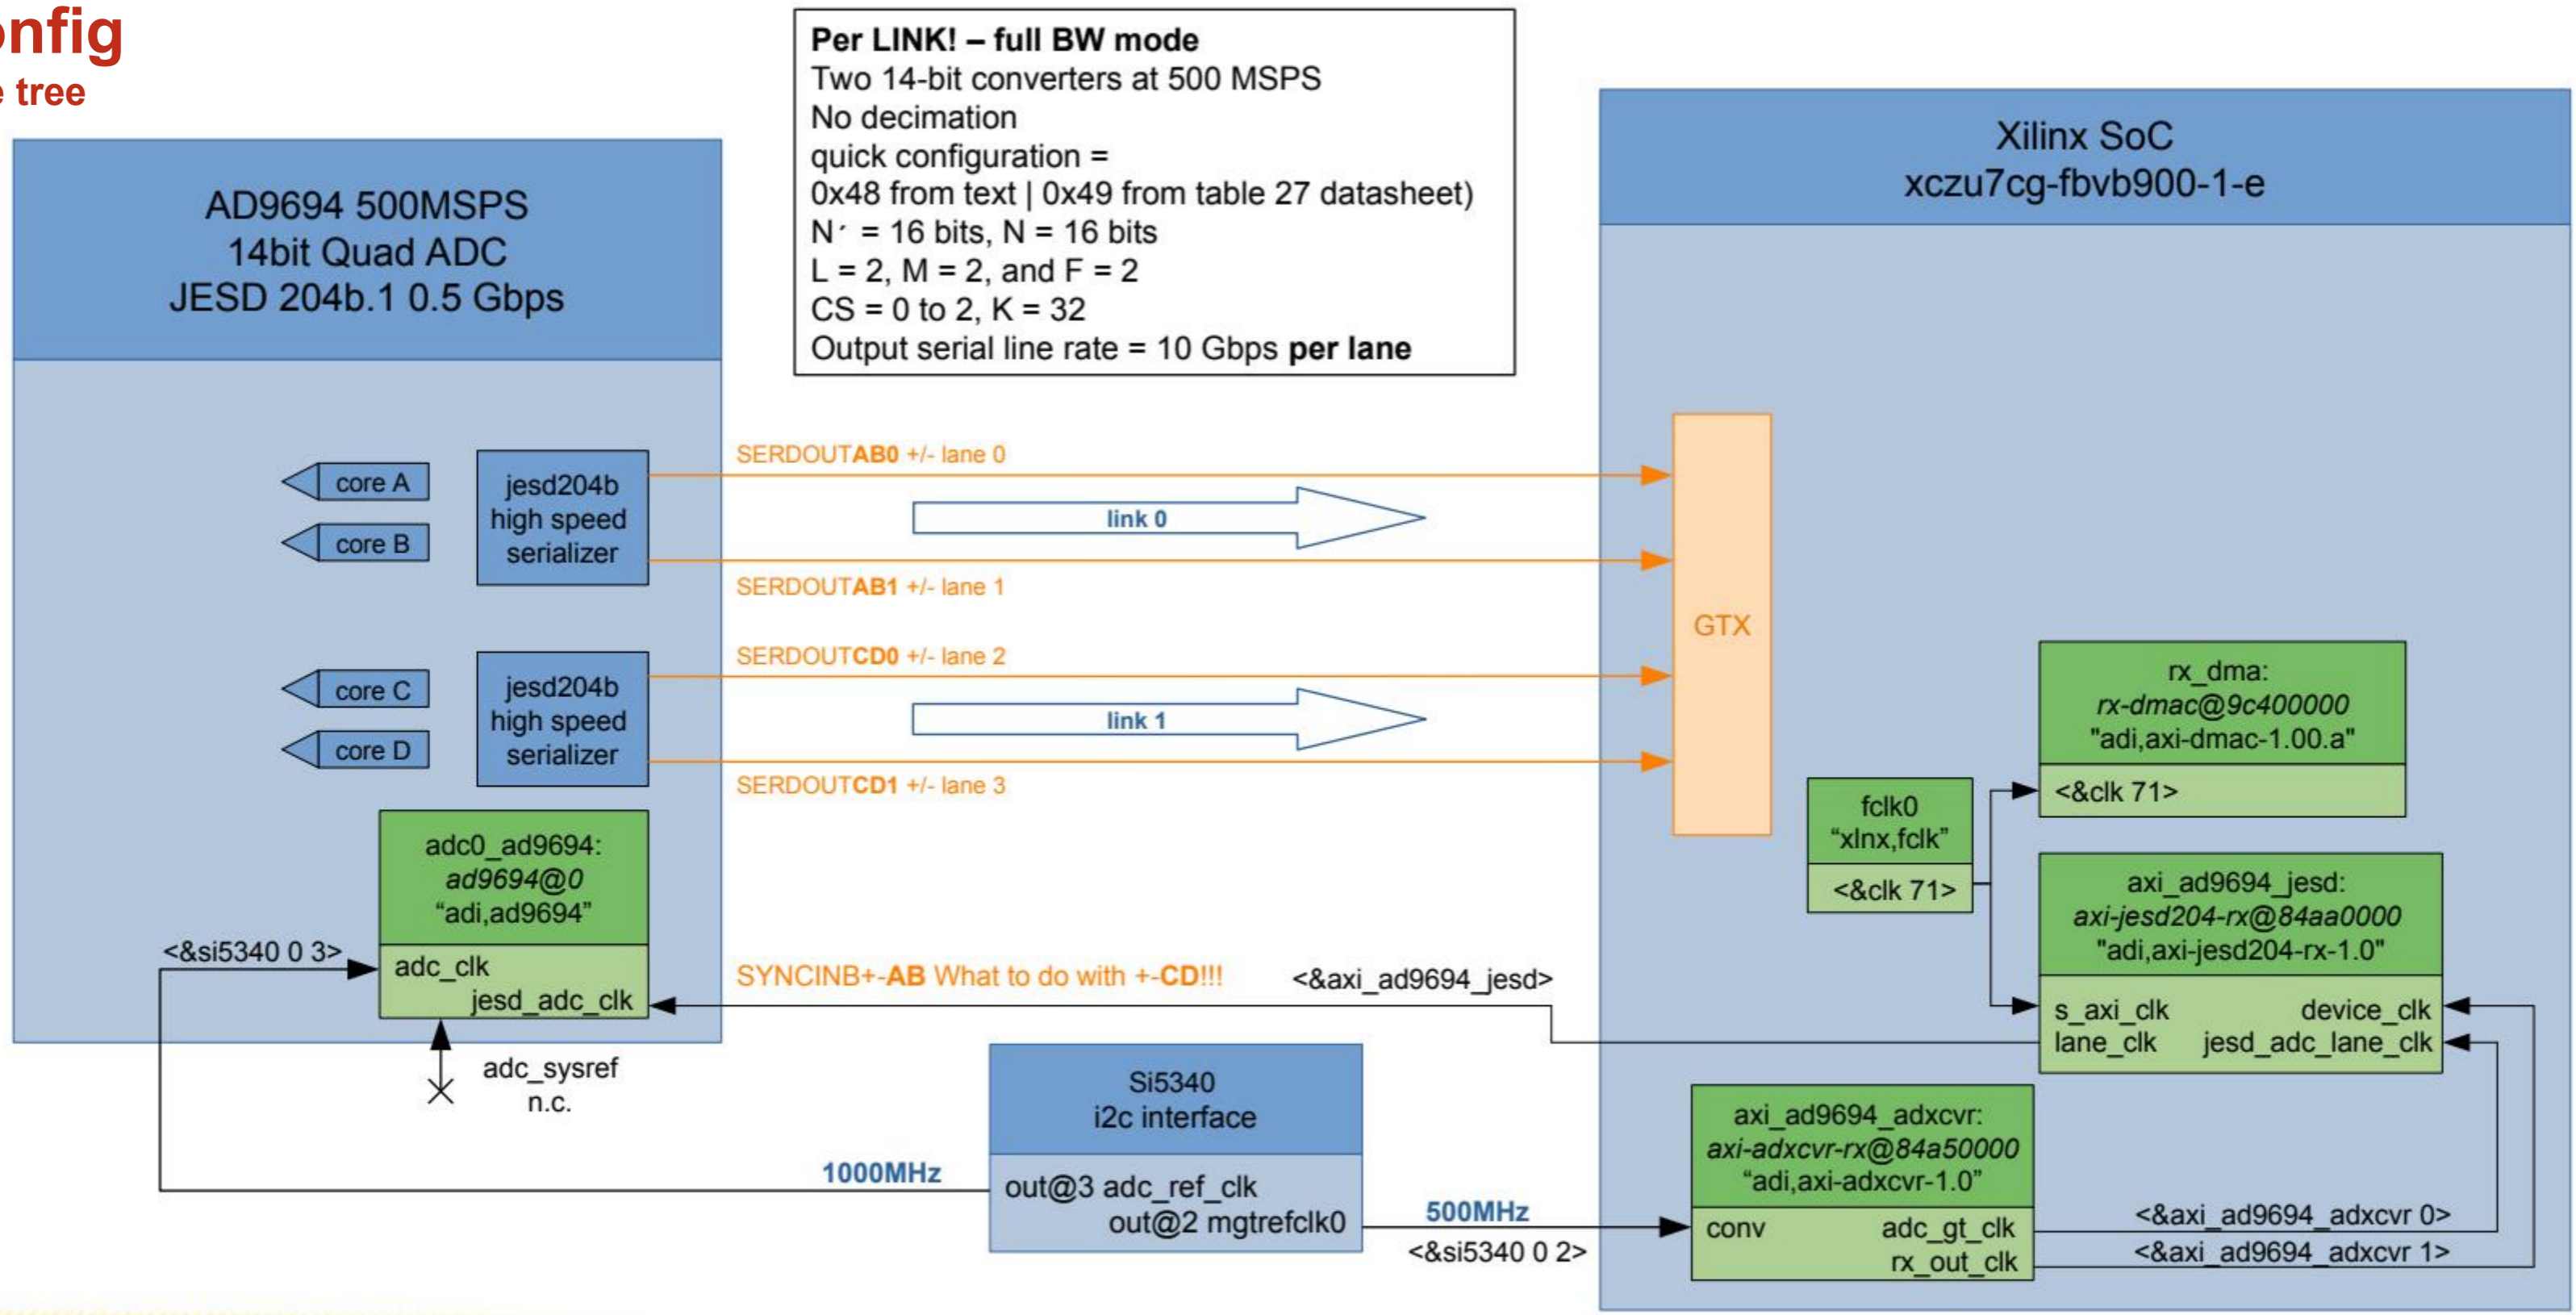 onfig
e tree
Per LINK! – full BW mode
Two 14-bit converters at 500 MSPS
No decimation
quick configuration =
0x48 from text | 0x49 from table 27 datasheet)
N´ = 16 bits, N = 16 bits
L = 2, M = 2, and F = 2
CS = 0 to 2, K = 32
Output serial line rate = 10 Gbps per lane
AD9694 500MSPS
14bit Quad ADC
JESD 204b.1 0.5 Gbps
Xilinx SoC
xczu7cg-fbvb900-1-e
core A
core B
jesd204b
high speed
serializer
SERDOUTAB0 +/- lane 0
link 0
SERDOUTAB1 +/- lane 1
core C
core D
jesd204b
high speed
serializer
SERDOUTCD0 +/- lane 2
link 1
SERDOUTCD1 +/- lane 3
GTX
rx_dma:
rx-dmac@9c400000
"adi,axi-dmac-1.00.a"
<&clk 71>
fclk0
“xlnx,fclk”
<&clk 71>
adc0_ad9694:
ad9694@0
“adi,ad9694”
<&si5340 0 3>
adc_clk
jesd_adc_clk
adc_sysref
n.c.
SYNCINB+-AB What to do with +-CD!!!
<&axi_ad9694_jesd>
axi_ad9694_jesd:
axi-jesd204-rx@84aa0000
"adi,axi-jesd204-rx-1.0"
s_axi_clk device_clk
lane_clk jesd_adc_lane_clk
Si5340
i2c interface
1000MHz
out@3 adc_ref_clk
out@2 mgtrefclk0
500MHz
<&si5340 0 2>
axi_ad9694_adxcvr:
axi-adxcvr-rx@84a50000
“adi,axi-adxcvr-1.0”
conv adc_gt_clk
rx_out_clk
<&axi_ad9694_adxcvr 0>
<&axi_ad9694_adxcvr 1>